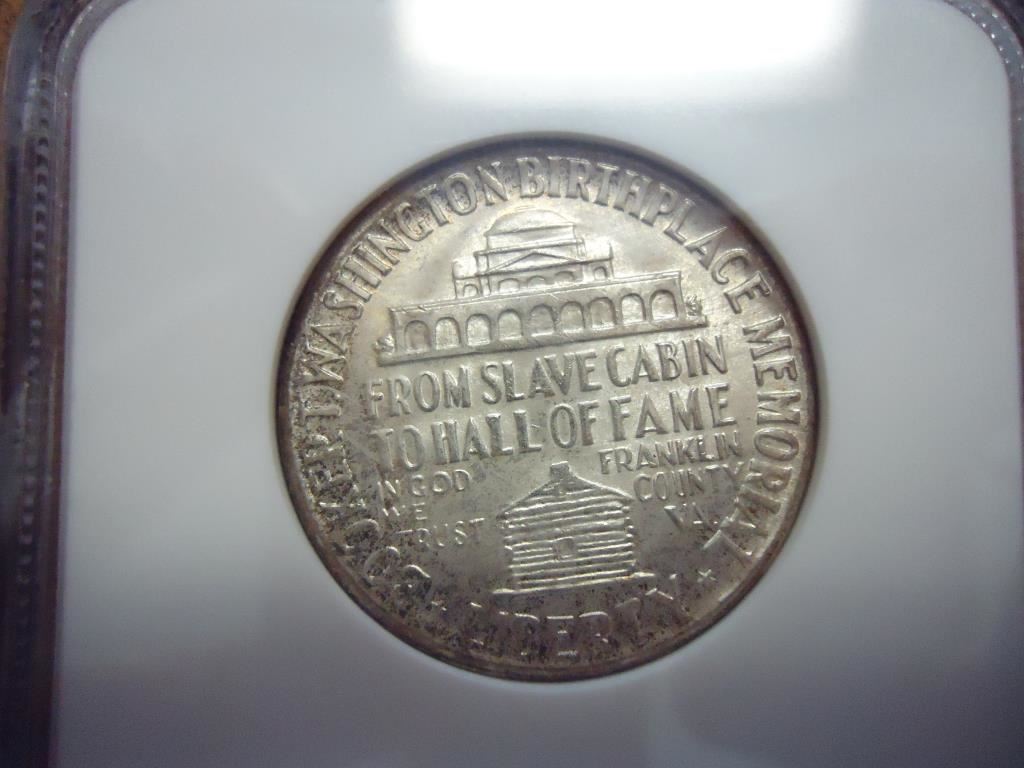 BOOKER T. WASHINGTON BIRTHPLACE MEMORIAL
FROM SLAVE CABIN
TO HALL OF FAME
IN GOD
WE
TRUST
FRANKLIN
COUNTY
VA.
LIBERTY